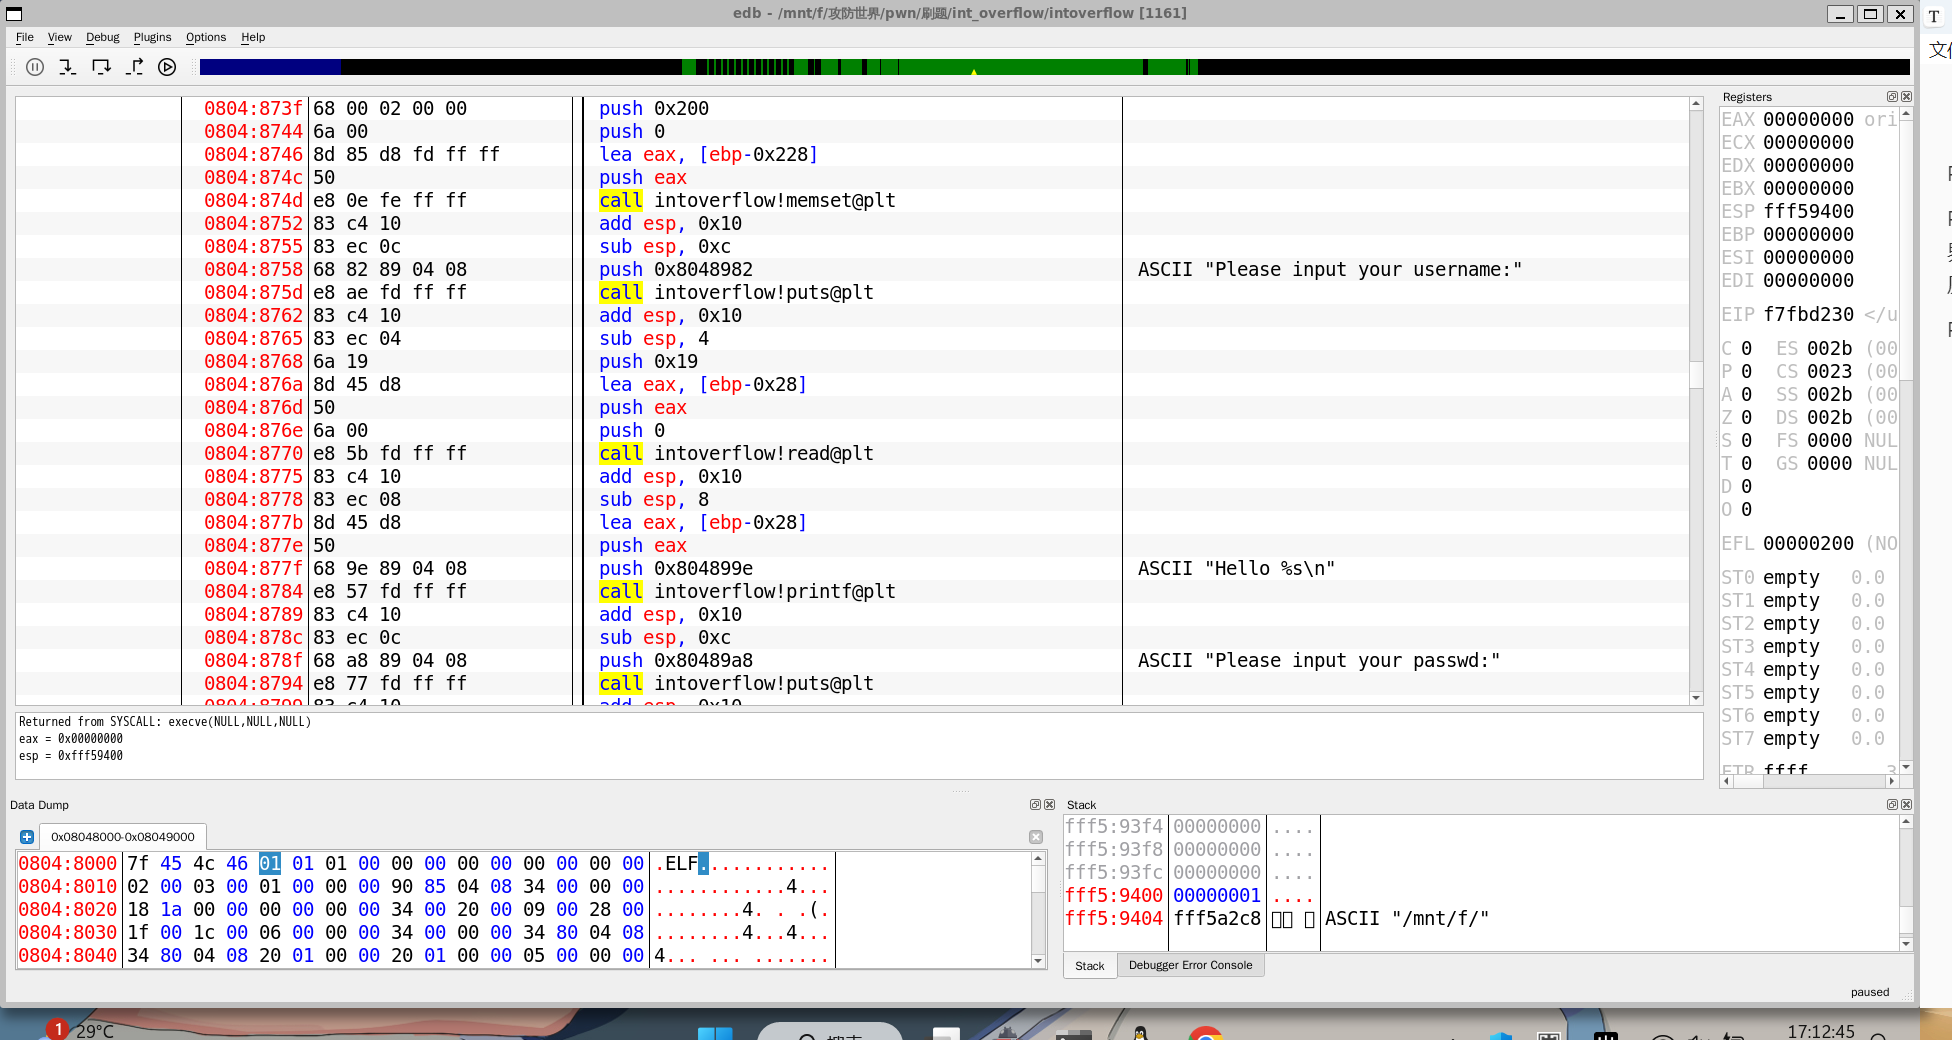 edb - /mnt/f/攻防世界/pwn/刷题/int_overflow/intoverflow [1161]
File View Debug Plugins Options Help
0804:873f 68 00 02 00 00 push 0x200
0804:8744 6a 00 push 0
0804:8746 8d 85 d8 fd ff ff lea eax, [ebp-0x228]
0804:874c 50 push eax
0804:874d e8 0e fe ff ff call intoverflow!memset@plt
0804:8752 83 c4 10 add esp, 0x10
0804:8755 83 ec 0c sub esp, 0xc
0804:8758 68 82 89 04 08 push 0x8048982 ASCII "Please input your username:"
0804:875d e8 ae fd ff ff call intoverflow!puts@plt
0804:8762 83 c4 10 add esp, 0x10
0804:8765 83 ec 04 sub esp, 4
0804:8768 6a 19 push 0x19
0804:876a 8d 45 d8 lea eax, [ebp-0x28]
0804:876d 50 push eax
0804:876e 6a 00 push 0
0804:8770 e8 5b fd ff ff call intoverflow!read@plt
0804:8775 83 c4 10 add esp, 0x10
0804:8778 83 ec 08 sub esp, 8
0804:877b 8d 45 d8 lea eax, [ebp-0x28]
0804:877e 50 push eax
0804:877f 68 9e 89 04 08 push 0x804899e ASCII "Hello %s\n"
0804:8784 e8 57 fd ff ff call intoverflow!printf@plt
0804:8789 83 c4 10 add esp, 0x10
0804:878c 83 ec 0c sub esp, 0xc
0804:878f 68 a8 89 04 08 push 0x80489a8 ASCII "Please input your passwd:"
0804:8794 e8 77 fd ff ff call intoverflow!puts@plt
0804:8799 83 c4 10 add esp, 0x10
Returned from SYSCALL: execve(NULL,NULL,NULL)
eax = 0x00000000
esp = 0xfff59400
Registers
EAX 00000000 ori
ECX 00000000
EDX 00000000
EBX 00000000
ESP fff59400
EBP 00000000
ESI 00000000
EDI 00000000
EIP f7fbd230 </u
C 0 ES 002b (00
P 0 CS 0023 (00
A 0 SS 002b (00
Z 0 DS 002b (00
S 0 FS 0000 NUL
T 0 GS 0000 NUL
D 0
O 0
EFL 00000200 (NO
ST0 empty 0.0
ST1 empty 0.0
ST2 empty 0.0
ST3 empty 0.0
ST4 empty 0.0
ST5 empty 0.0
ST6 empty 0.0
ST7 empty 0.0
FTR ffff 3
Data Dump
0x08048000-0x08049000
0804:8000 7f 45 4c 46 01 01 01 00 00 00 00 00 00 00 00 00 .ELF............
0804:8010 02 00 03 00 01 00 00 00 90 85 04 08 34 00 00 00 ............4...
0804:8020 18 1a 00 00 00 00 00 00 34 00 20 00 09 00 28 00 ........4. . .(.
0804:8030 1f 00 1c 00 06 00 00 00 34 00 00 00 34 80 04 08 ........4...4...
0804:8040 34 80 04 08 20 01 00 00 20 01 00 00 05 00 00 00 4... ... .......
Stack
fff5:93f4 00000000 ....
fff5:93f8 00000000 ....
fff5:93fc 00000000 ....
fff5:9400 00000001 ....
fff5:9404 fff5a2c8 ASCII "/mnt/f/"
Stack Debugger Error Console
paused
T
1 29°C
17:12:45